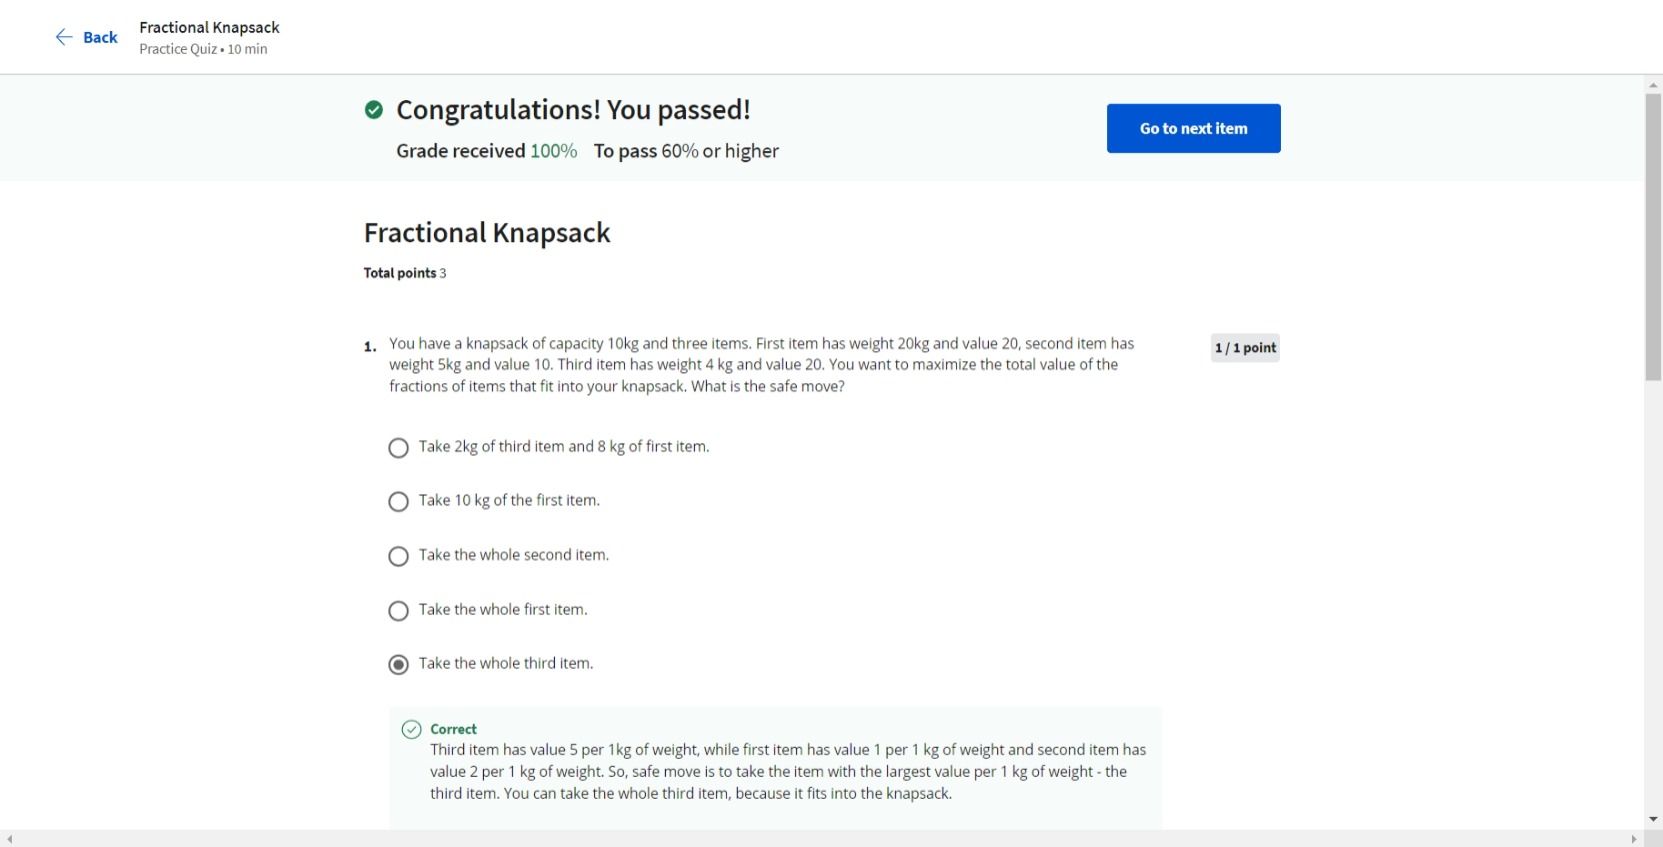 Back
Fractional Knapsack
Practice Quiz • 10 min
Congratulations! You passed!
Grade received 100% To pass 60% or higher
Go to next item
Fractional Knapsack
Total points 3
1. You have a knapsack of capacity 10kg and three items. First item has weight 20kg and value 20, second item has
weight 5kg and value 10. Third item has weight 4 kg and value 20. You want to maximize the total value of the
fractions of items that fit into your knapsack. What is the safe move?
1 / 1 point
Take 2kg of third item and 8 kg of first item.
Take 10 kg of the first item.
Take the whole second item.
Take the whole first item.
Take the whole third item.
Correct
Third item has value 5 per 1kg of weight, while first item has value 1 per 1 kg of weight and second item has
value 2 per 1 kg of weight. So, safe move is to take the item with the largest value per 1 kg of weight - the
third item. You can take the whole third item, because it fits into the knapsack.